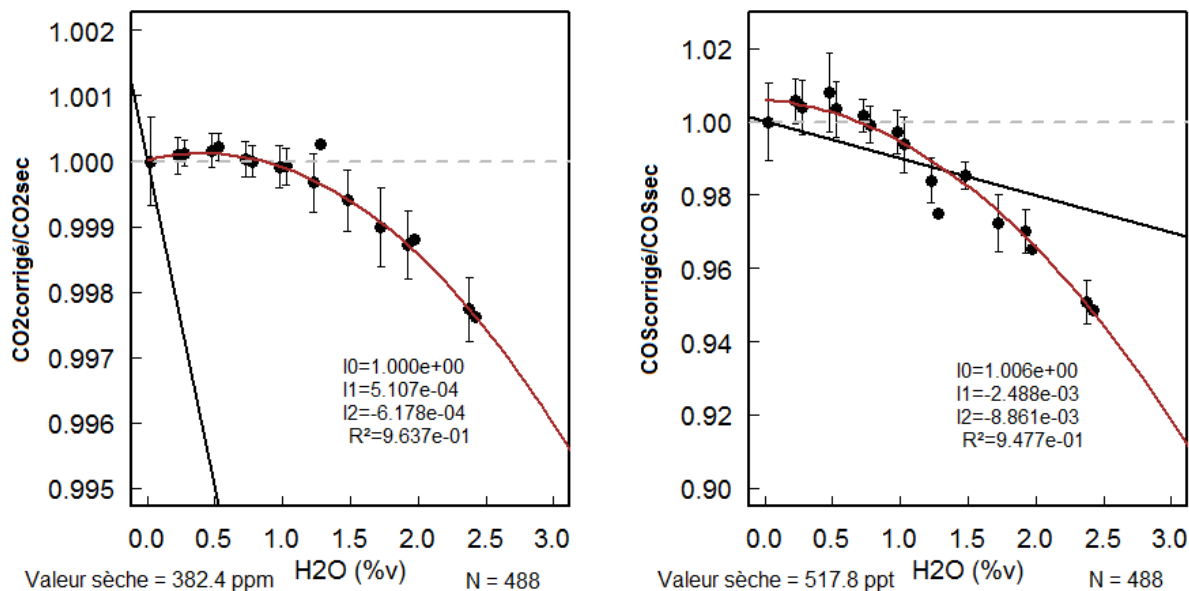 1.002
1.001
1.000
0.999
0.998
0.997
0.996
0.995
CO2corrigé/CO2sec
I0=1.000e+00
I1=5.107e-04
I2=-6.178e-04
R²=9.637e-01
0.0 0.5 1.0 1.5 2.0 2.5 3.0
Valeur sèche = 382.4 ppm H2O (%v) N = 488
1.02
1.00
0.98
0.96
0.94
0.92
0.90
COScorrigé/COSsec
I0=1.006e+00
I1=-2.488e-03
I2=-8.861e-03
R²=9.477e-01
0.0 0.5 1.0 1.5 2.0 2.5 3.0
Valeur sèche = 517.8 ppt H2O (%v) N = 488